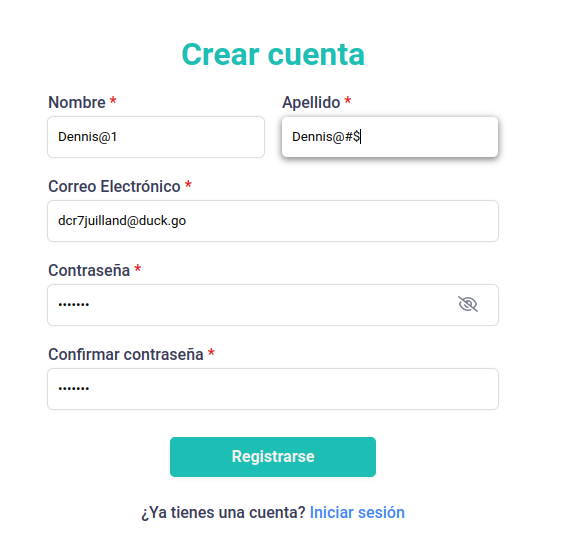 Crear cuenta
Nombre * Apellido *
Dennis@1 Dennis@#$
Correo Electrónico *
dcr7juilland@duck.go
Contraseña *
•••••••
Confirmar contraseña *
•••••••
Registrarse
¿Ya tienes una cuenta? Iniciar sesión